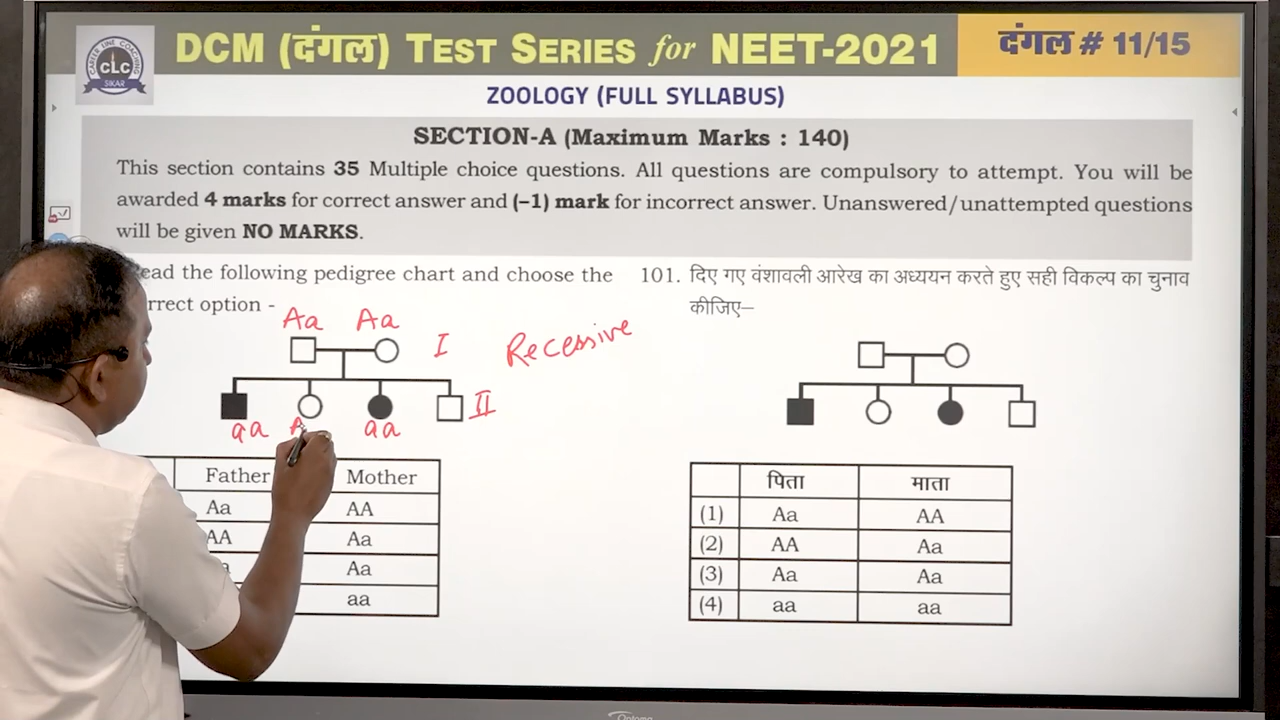 CAREER LINE COACHING
CLC
SIKAR
DCM (दंगल) TEST SERIES for NEET-2021
दंगल # 11/15
ZOOLOGY (FULL SYLLABUS)
SECTION-A (Maximum Marks : 140)
This section contains 35 Multiple choice questions. All questions are compulsory to attempt. You will be
awarded 4 marks for correct answer and (–1) mark for incorrect answer. Unanswered/unattempted questions
will be given NO MARKS.
ead the following pedigree chart and choose the
rrect option -
Aa Aa
I Recessive
II
aa aa
Father Mother
Aa AA
AA Aa
Aa
aa
101. दिए गए वंशावली आरेख का अध्ययन करते हुए सही विकल्प का चुनाव
कीजिए–
पिता माता
(1) Aa AA
(2) AA Aa
(3) Aa Aa
(4) aa aa
Optoma